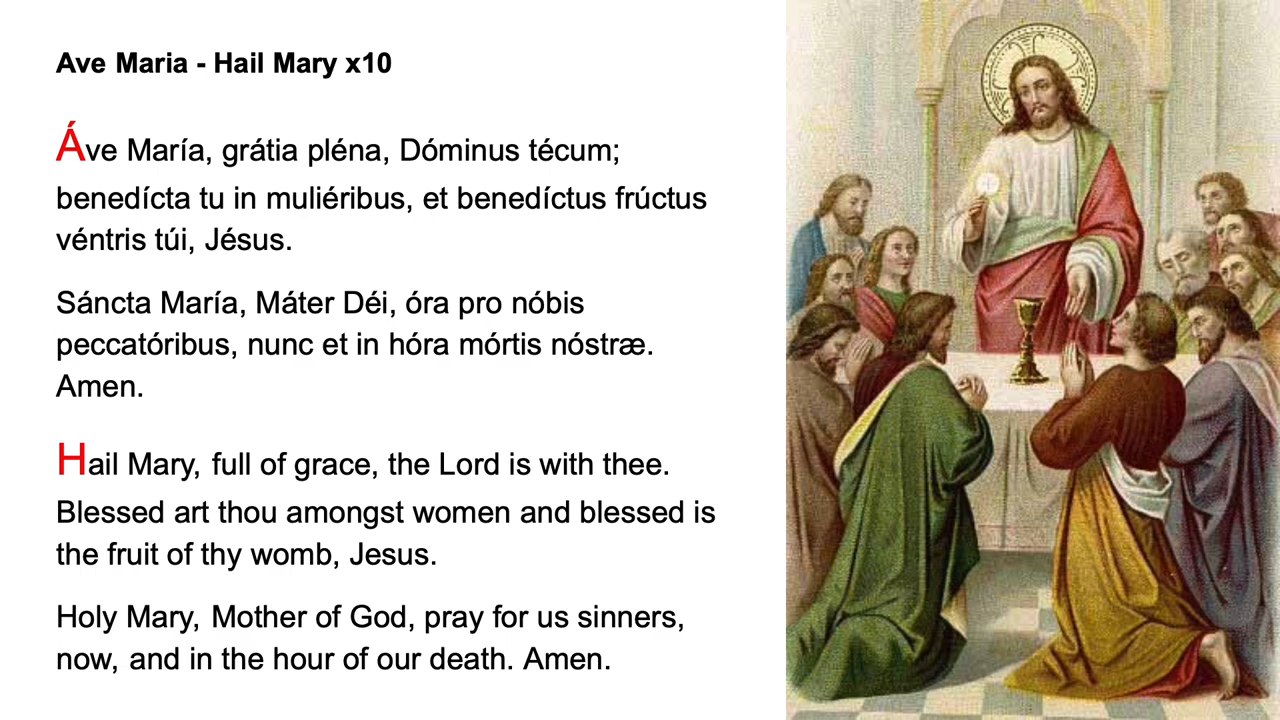 Ave Maria - Hail Mary x10
Áve María, grátia pléna, Dóminus técum;
benedícta tu in muliéribus, et benedíctus frúctus
véntris túi, Jésus.
Sáncta María, Máter Déi, óra pro nóbis
peccatóribus, nunc et in hóra mórtis nóstræ.
Amen.
Hail Mary, full of grace, the Lord is with thee.
Blessed art thou amongst women and blessed is
the fruit of thy womb, Jesus.
Holy Mary, Mother of God, pray for us sinners,
now, and in the hour of our death. Amen.